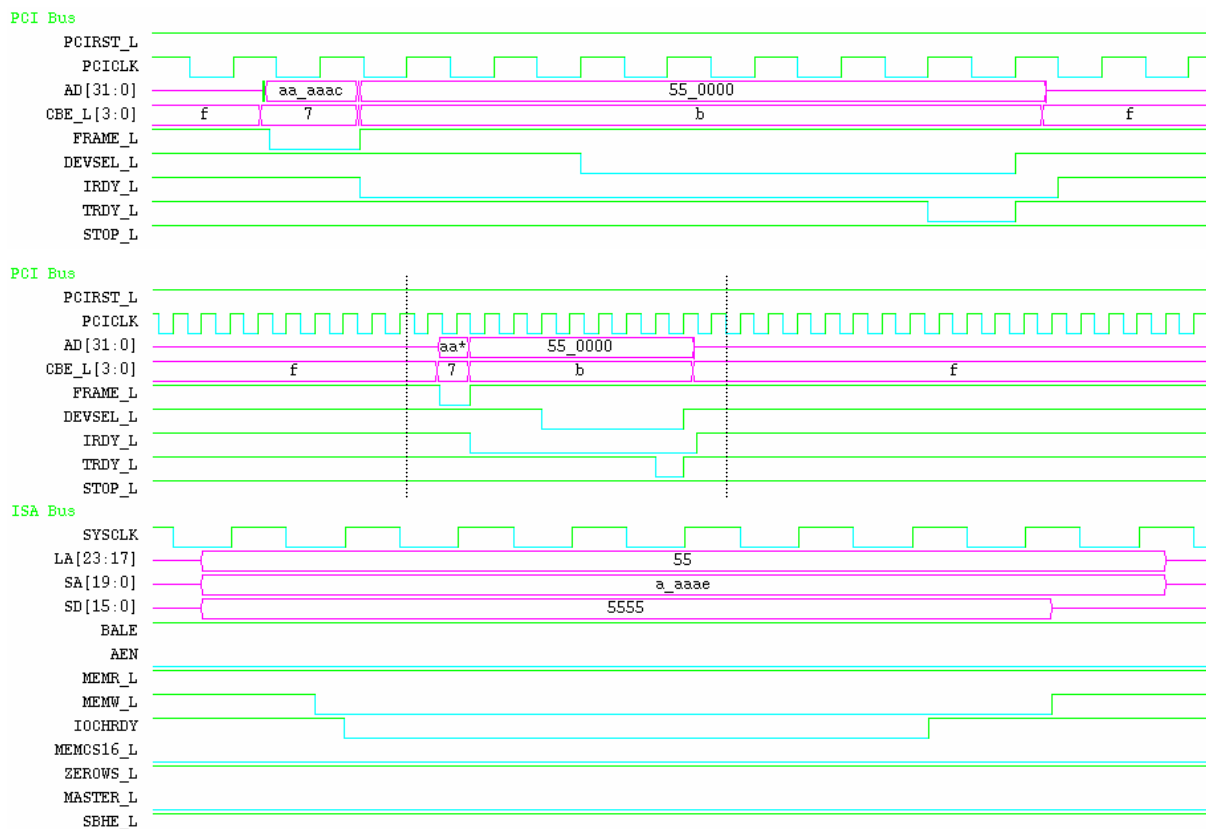 PCI Bus
PCIRST_L
PCICLK
AD[31:0] aa_aaac 55_0000
CBE_L[3:0] f 7 b f
FRAME_L
DEVSEL_L
IRDY_L
TRDY_L
STOP_L
PCI Bus
PCIRST_L
PCICLK
AD[31:0] aa* 55_0000
CBE_L[3:0] f 7 b f
FRAME_L
DEVSEL_L
IRDY_L
TRDY_L
STOP_L
ISA Bus
SYSCLK
LA[23:17] 55
SA[19:0] a_aaae
SD[15:0] 5555
BALE
AEN
MEMR_L
MEMW_L
IOCHRDY
MEMCS16_L
ZEROWS_L
MASTER_L
SBHE_L